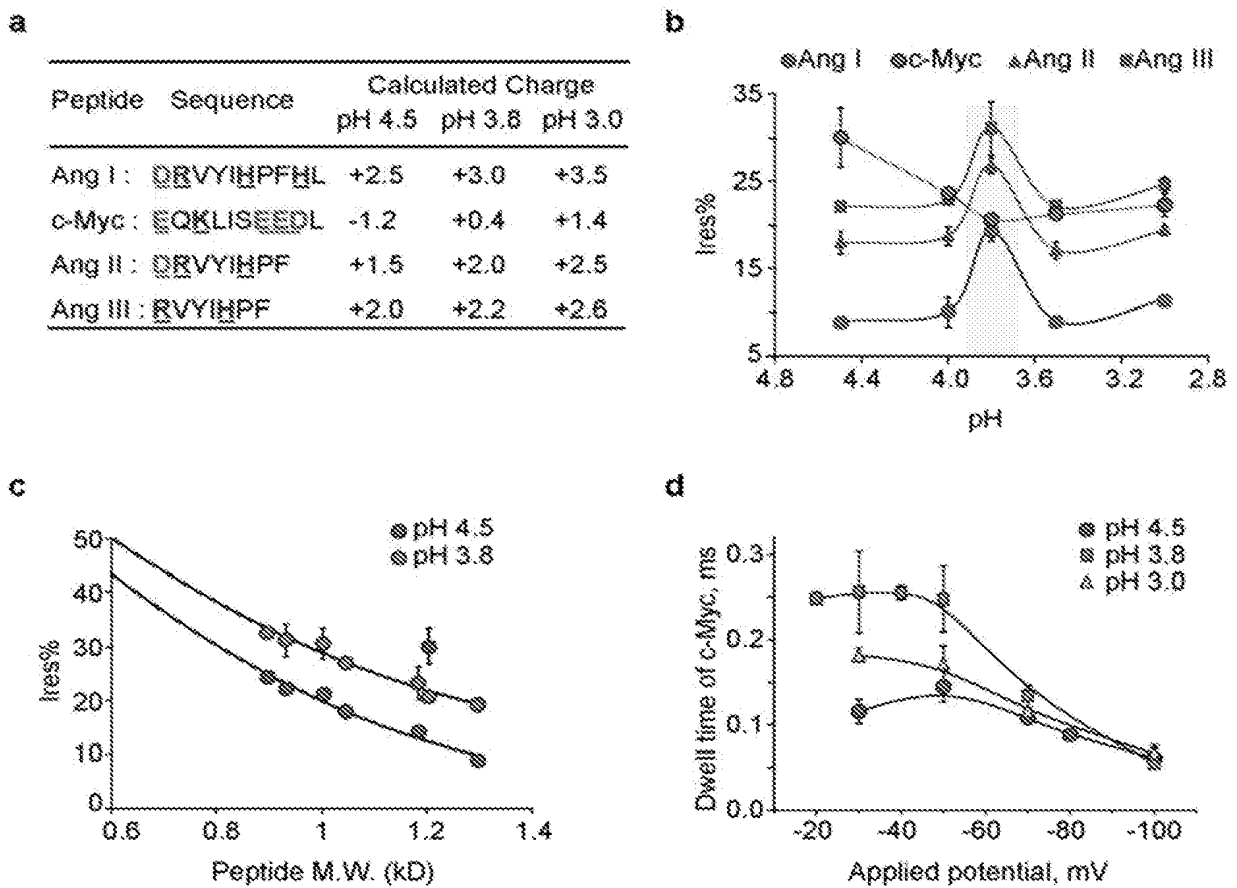 a
Peptide Sequence Calculated Charge
pH 4.5 pH 3.8 pH 3.0
Ang I : DRVYIHPFHL +2.5 +3.0 +3.5
c-Myc : EQKLISEEDL -1.2 +0.4 +1.4
Ang II : DRVYIHPF +1.5 +2.0 +2.5
Ang III : RVYIHPF +2.0 +2.2 +2.6
b
Ang I c-Myc Ang II Ang III
35
25
15
5
Ires%
4.8 4.4 4.0 3.6 3.2 2.8
pH
c
pH 4.5
pH 3.8
50
40
30
20
10
0
Ires%
0.6 0.8 1 1.2 1.4
Peptide M.W. (kD)
d
pH 4.5
pH 3.8
pH 3.0
0.3
0.2
0.1
0.0
Dwell time of c-Myc, ms
-20 -40 -60 -80 -100
Applied potential, mV